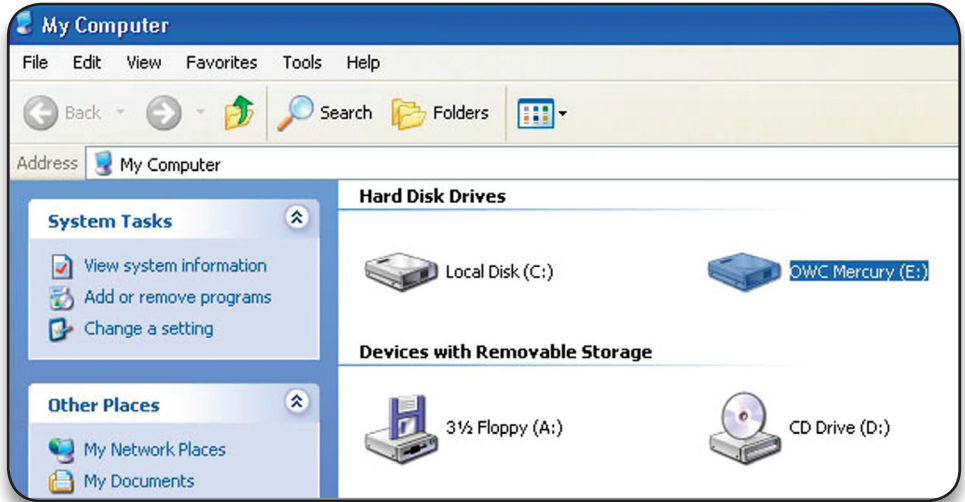 My Computer
File Edit View Favorites Tools Help
Back Search Folders
Address My Computer
System Tasks
View system information
Add or remove programs
Change a setting
Other Places
My Network Places
My Documents
Hard Disk Drives
Local Disk (C:) OWC Mercury (E:)
Devices with Removable Storage
3½ Floppy (A:) CD Drive (D:)